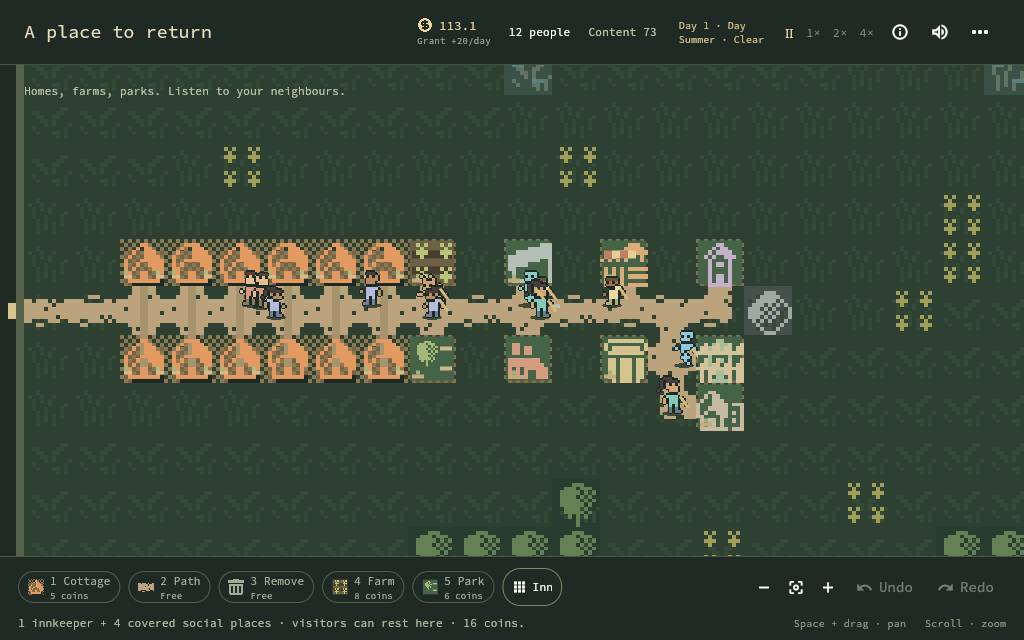 A place to return
113.1
Grant +20/day
12 people
Content 73
Day 1 · Day
Summer · Clear
II 1× 2× 4×
Homes, farms, parks. Listen to your neighbours.
1 Cottage
5 coins
2 Path
Free
3 Remove
Free
4 Farm
8 coins
5 Park
6 coins
Inn
Undo
Redo
1 innkeeper + 4 covered social places · visitors can rest here · 16 coins.
Space + drag · pan
Scroll · zoom